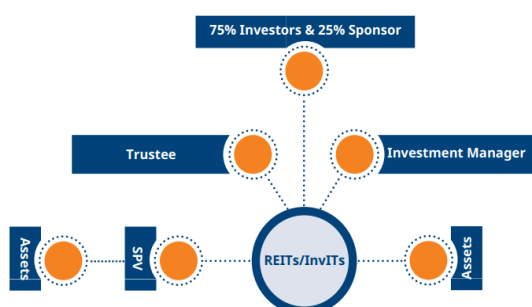 75% Investors & 25% Sponsor
Trustee
Investment Manager
Assets
SPV
REITs/InvITs
Assets